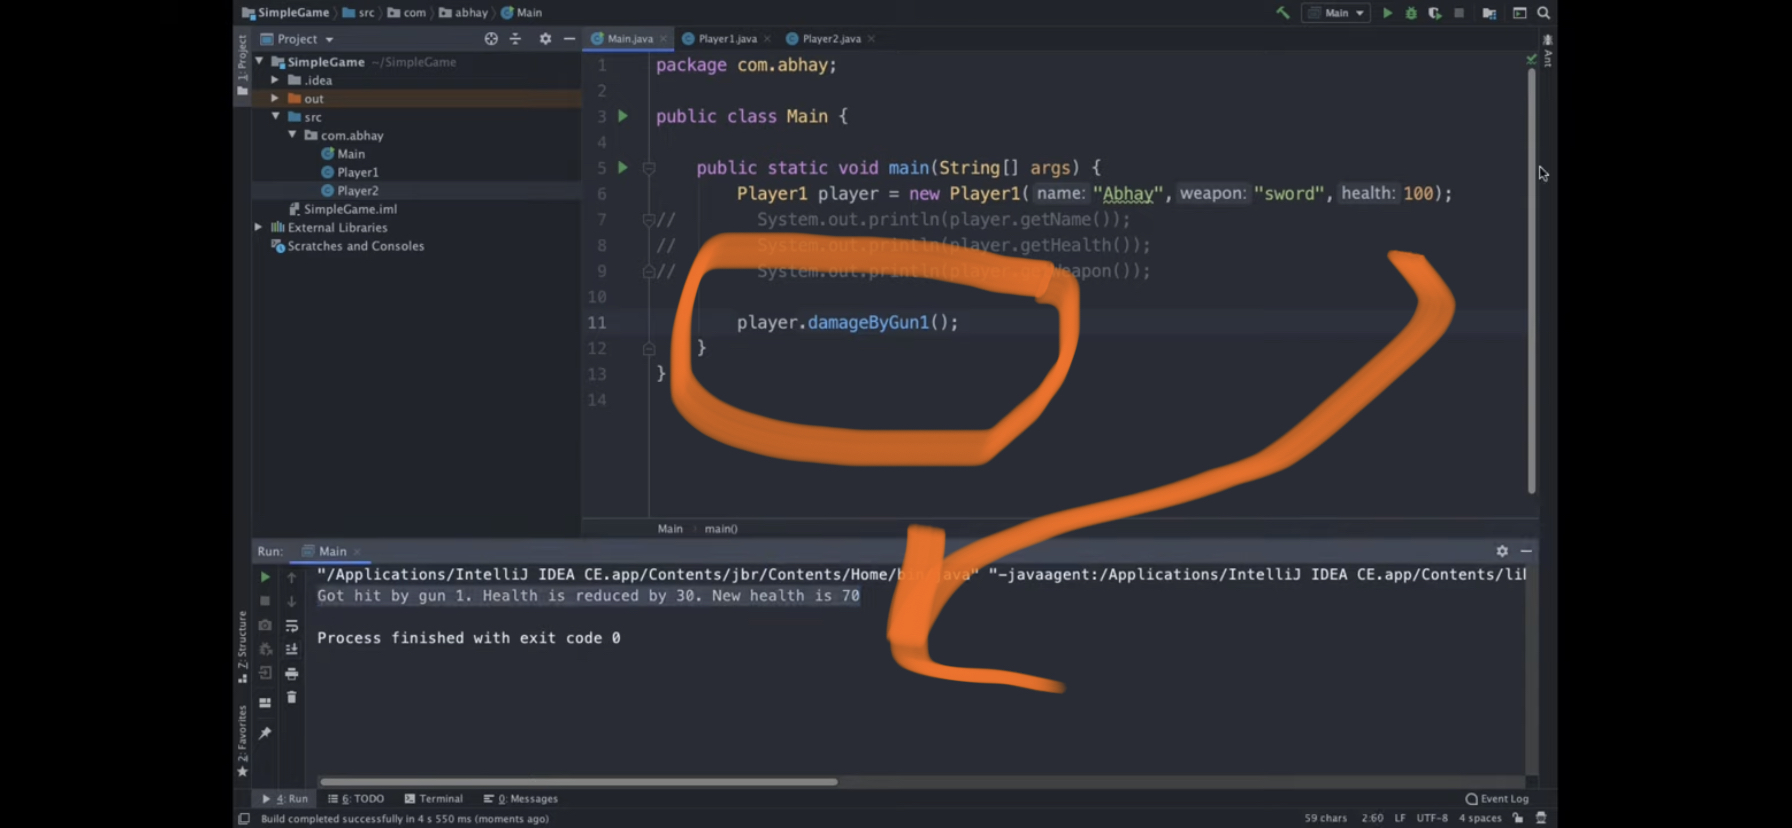 SimpleGame src com abhay Main
Main
1: Project
Project
Main.java Player1.java Player2.java
Ant
SimpleGame ~/SimpleGame
.idea
out
src
com.abhay
Main
Player1
Player2
SimpleGame.iml
External Libraries
Scratches and Consoles
1 package com.abhay;
2
3 public class Main {
4
5 public static void main(String[] args) {
6 Player1 player = new Player1( name: "Abhay", weapon: "sword", health: 100);
7 // System.out.println(player.getName());
8 // System.out.println(player.getHealth());
9 // System.out.println(player.getWeapon());
10
11 player.damageByGun1();
12 }
13 }
14
Main main()
Run: Main
"/Applications/IntelliJ IDEA CE.app/Contents/jbr/Contents/Home/bin/java" "-javaagent:/Applications/IntelliJ IDEA CE.app/Contents/lib
Got hit by gun 1. Health is reduced by 30. New health is 70
Process finished with exit code 0
Z: Structure
2: Favorites
4: Run 6: TODO Terminal 0: Messages Event Log
Build completed successfully in 4 s 550 ms (moments ago) 59 chars 2:60 LF UTF-8 4 spaces